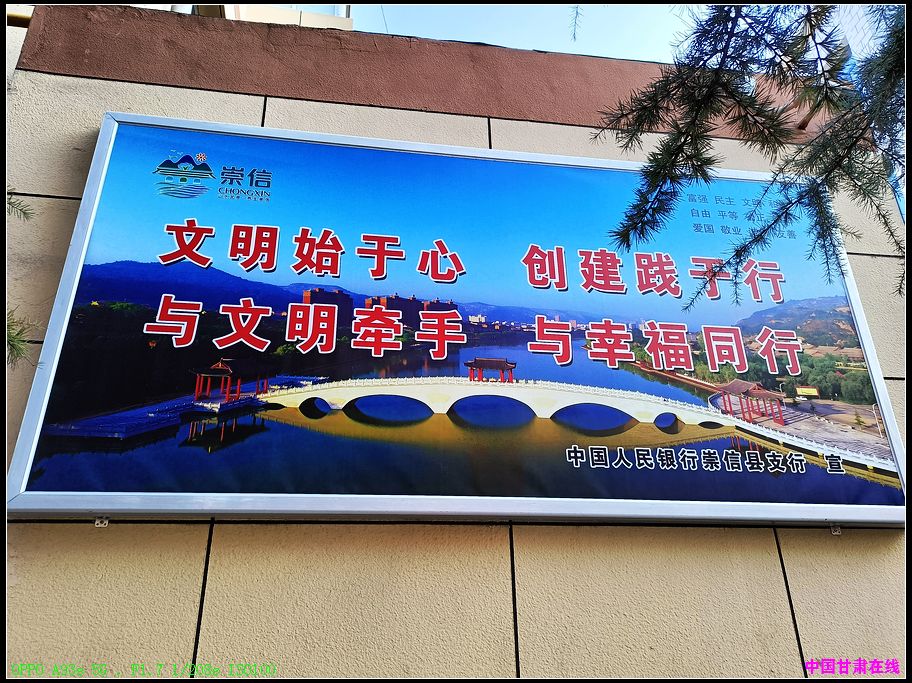 崇信
CHONGXIN
富强 民主 文明
自由 平等
爱国 敬业 友善
文明始于心 创建践于行
与文明牵手 与幸福同行
中国人民银行崇信县支行 宣
中国甘肃在线